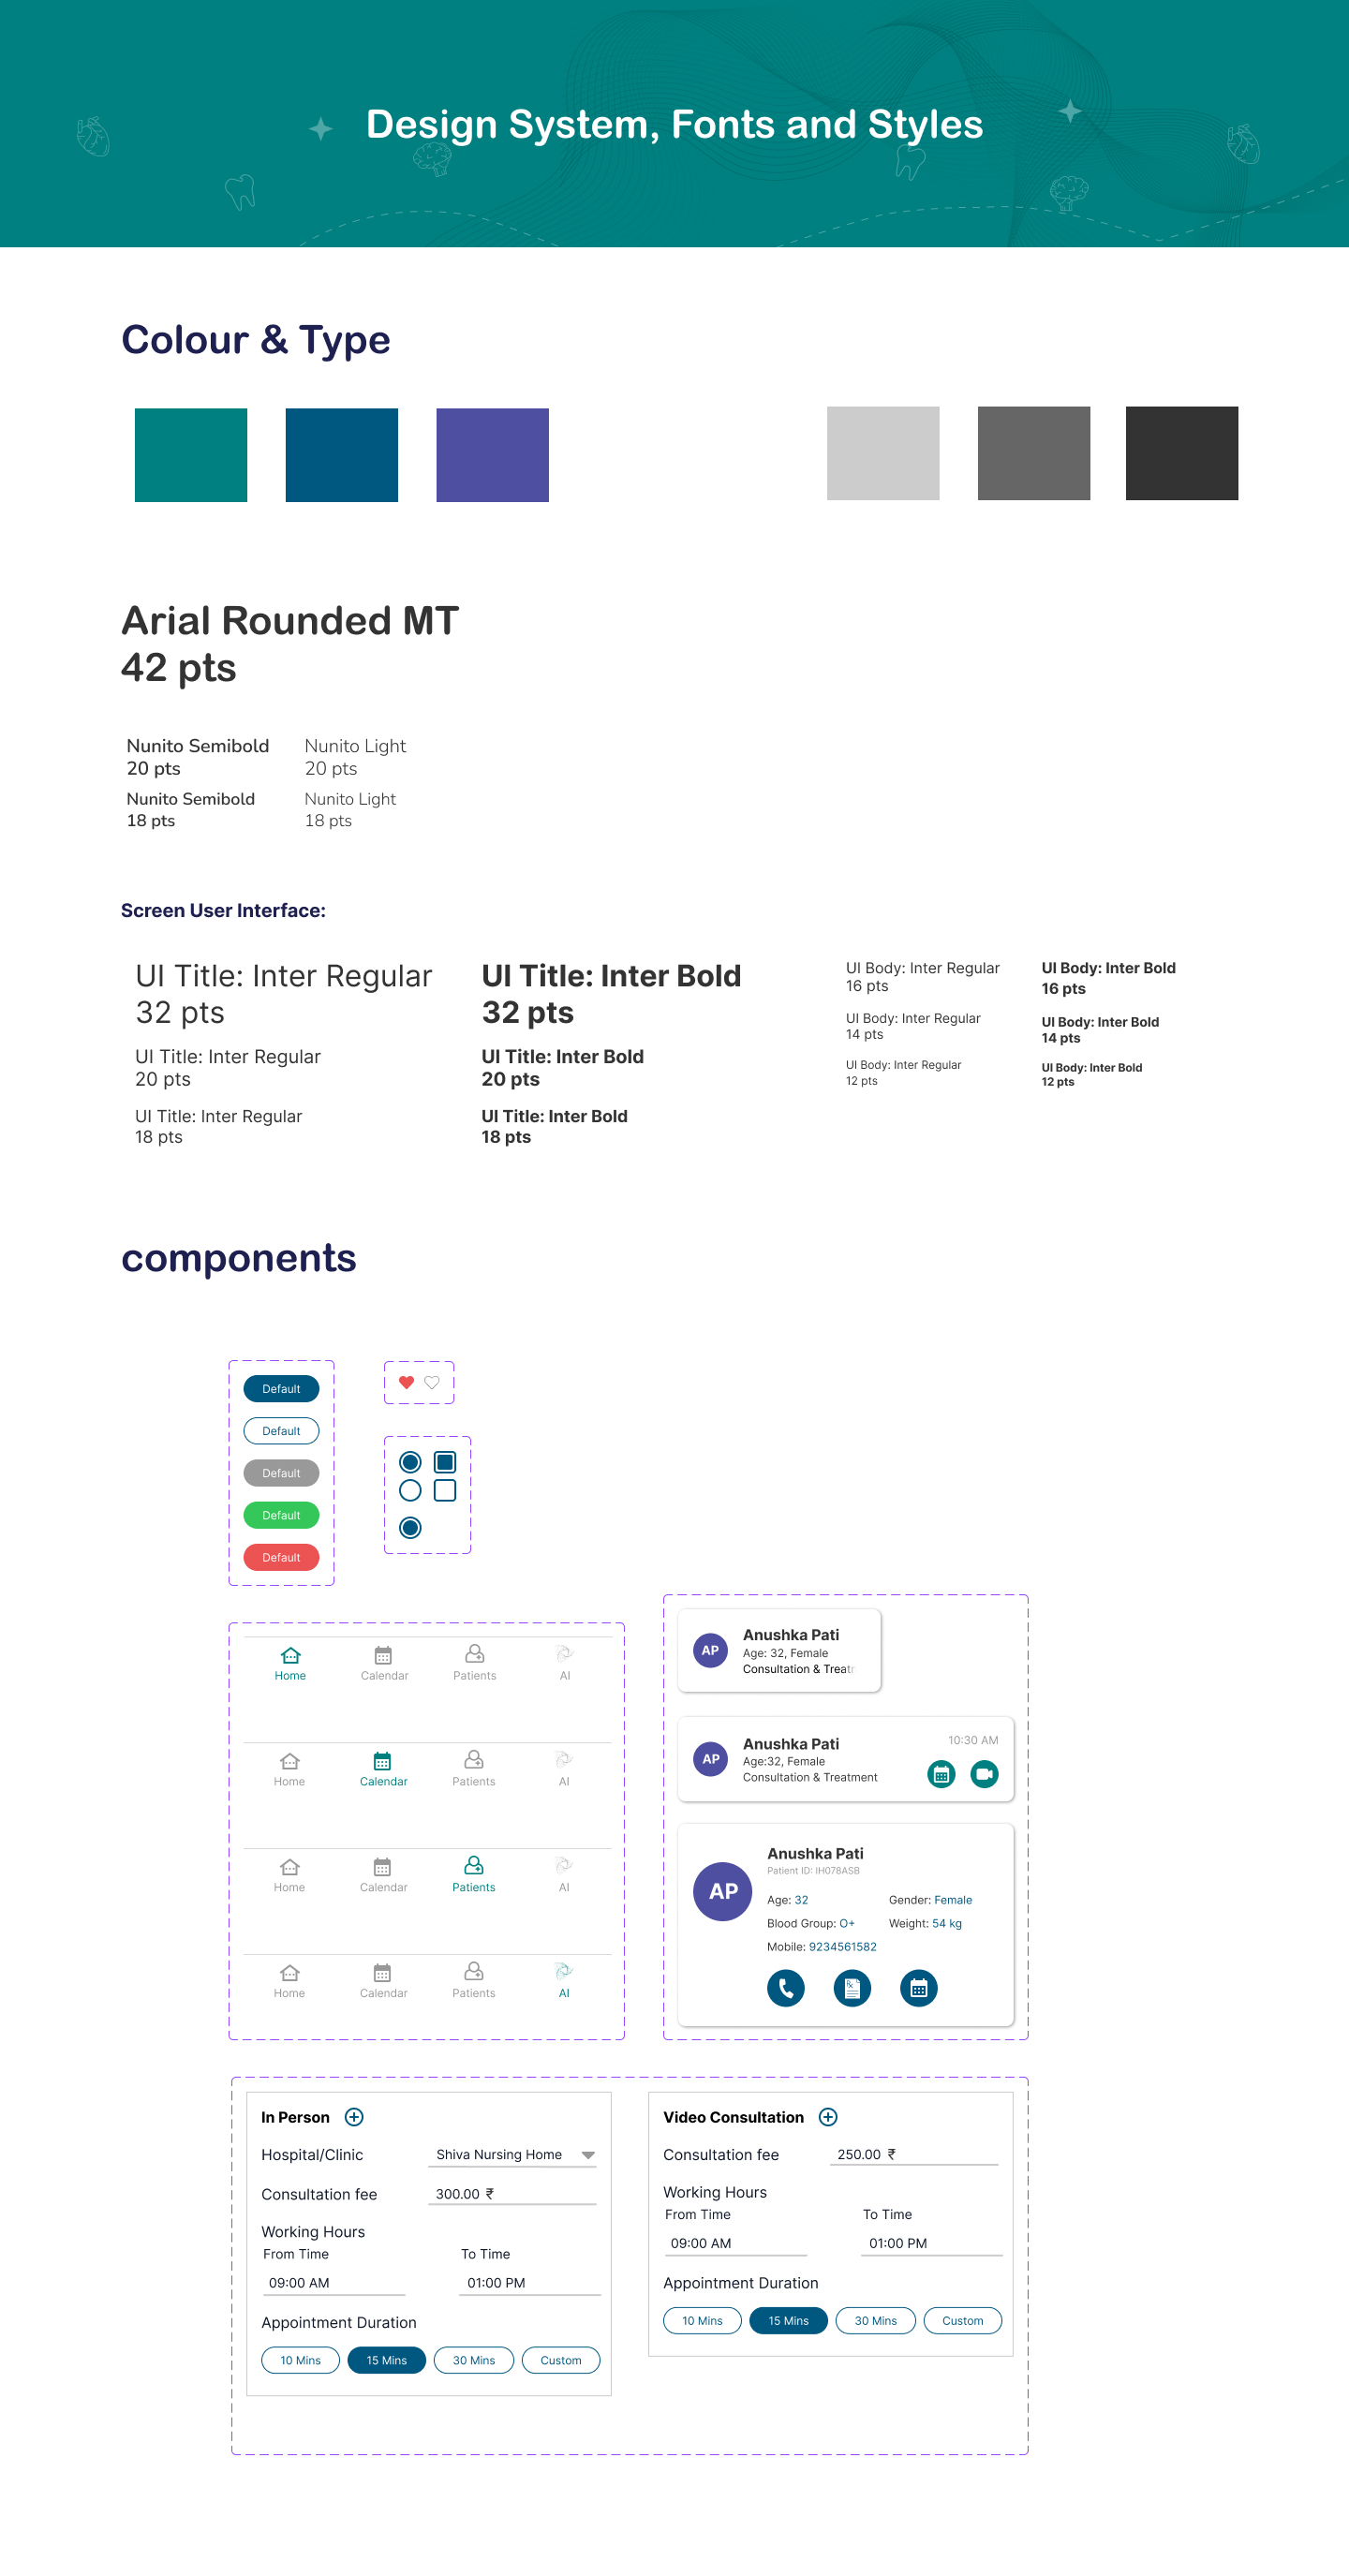 Design System, Fonts and Styles
Colour & Type
Arial Rounded MT
42 pts
Nunito Semibold
20 pts
Nunito Light
20 pts
Nunito Semibold
18 pts
Nunito Light
18 pts
Screen User Interface:
UI Title: Inter Regular
32 pts
UI Title: Inter Bold
32 pts
UI Title: Inter Regular
20 pts
UI Title: Inter Bold
20 pts
UI Title: Inter Regular
18 pts
UI Title: Inter Bold
18 pts
UI Body: Inter Regular
16 pts
UI Body: Inter Bold
16 pts
UI Body: Inter Regular
14 pts
UI Body: Inter Bold
14 pts
UI Body: Inter Regular
12 pts
UI Body: Inter Bold
12 pts
components
Default
Default
Default
Default
Default
Home
Calendar
Patients
AI
Home
Calendar
Patients
AI
Home
Calendar
Patients
AI
Home
Calendar
Patients
AI
AP
Anushka Pati
Age: 32, Female
Consultation & Treatr
AP
Anushka Pati
10:30 AM
Age:32, Female
Consultation & Treatment
AP
Anushka Pati
Patient ID: IH078ASB
Age: 32
Gender: Female
Blood Group: O+
Weight: 54 kg
Mobile: 9234561582
Rx
In Person
Hospital/Clinic
Shiva Nursing Home
Consultation fee
300.00 ₹
Working Hours
From Time
To Time
09:00 AM
01:00 PM
Appointment Duration
10 Mins
15 Mins
30 Mins
Custom
Video Consultation
Consultation fee
250.00 ₹
Working Hours
From Time
To Time
09:00 AM
01:00 PM
Appointment Duration
10 Mins
15 Mins
30 Mins
Custom